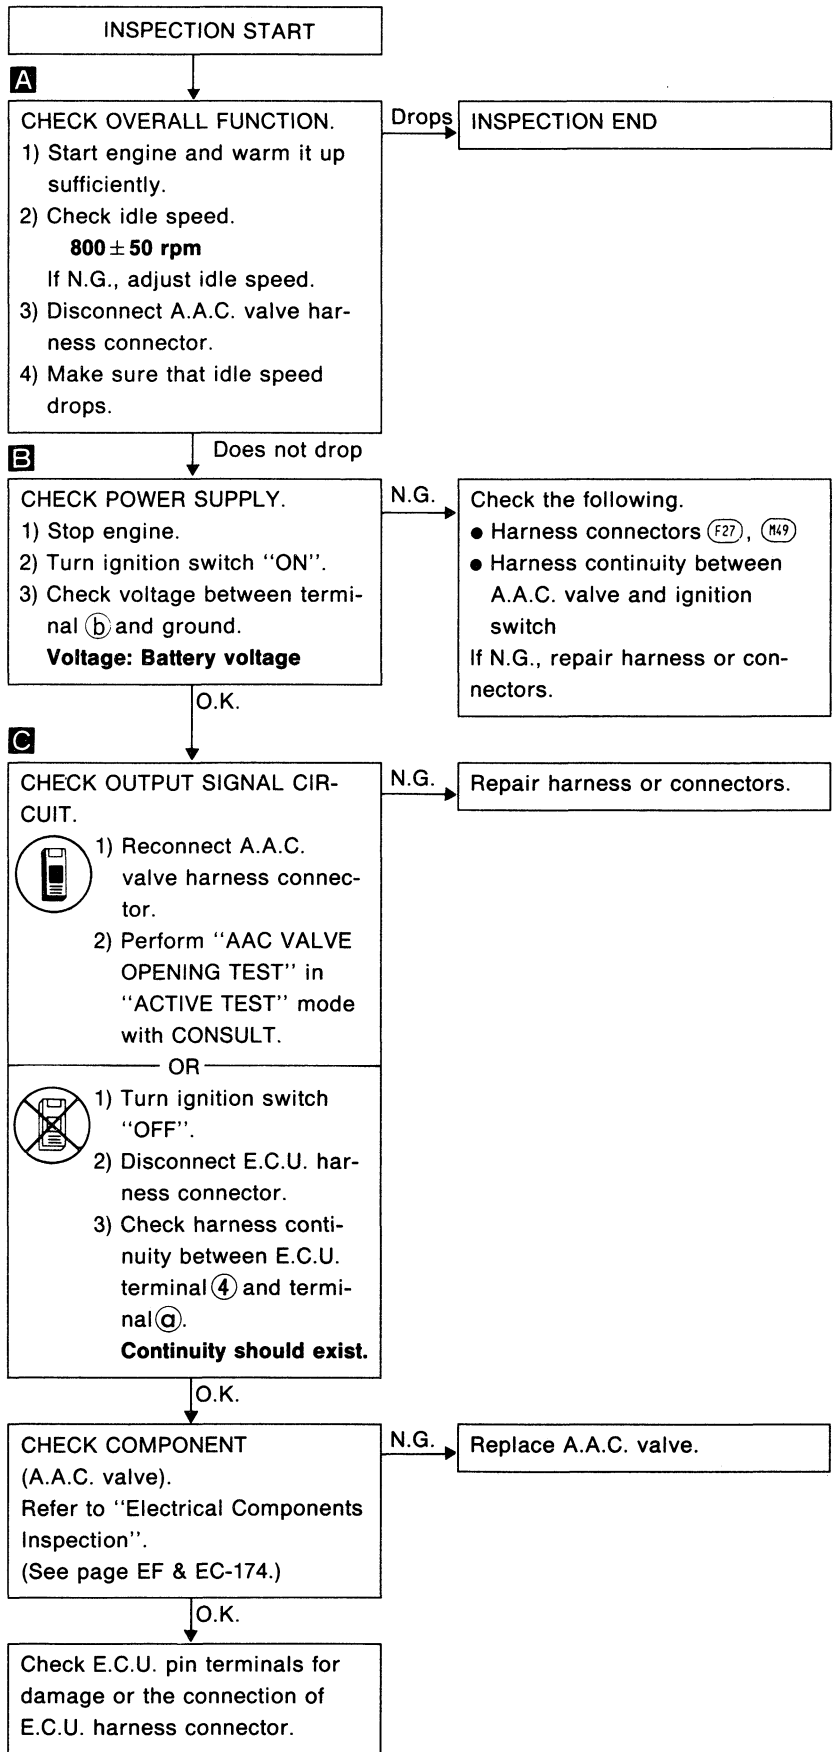 INSPECTION START
A
CHECK OVERALL FUNCTION.
1) Start engine and warm it up
sufficiently.
2) Check idle speed.
800 ± 50 rpm
If N.G., adjust idle speed.
3) Disconnect A.A.C. valve har-
ness connector.
4) Make sure that idle speed
drops.
Drops
INSPECTION END
Does not drop
B
CHECK POWER SUPPLY.
1) Stop engine.
2) Turn ignition switch "ON".
3) Check voltage between termi-
nal ⓑ and ground.
Voltage: Battery voltage
N.G.
Check the following.
● Harness connectors (F27), (M49)
● Harness continuity between
A.A.C. valve and ignition
switch
If N.G., repair harness or con-
nectors.
O.K.
C
CHECK OUTPUT SIGNAL CIR-
CUIT.
1) Reconnect A.A.C.
valve harness connec-
tor.
2) Perform "AAC VALVE
OPENING TEST" in
"ACTIVE TEST" mode
with CONSULT.
OR
1) Turn ignition switch
"OFF".
2) Disconnect E.C.U. har-
ness connector.
3) Check harness conti-
nuity between E.C.U.
terminal ④ and termi-
nal ⓐ.
Continuity should exist.
N.G.
Repair harness or connectors.
O.K.
CHECK COMPONENT
(A.A.C. valve).
Refer to "Electrical Components
Inspection".
(See page EF & EC-174.)
N.G.
Replace A.A.C. valve.
O.K.
Check E.C.U. pin terminals for
damage or the connection of
E.C.U. harness connector.